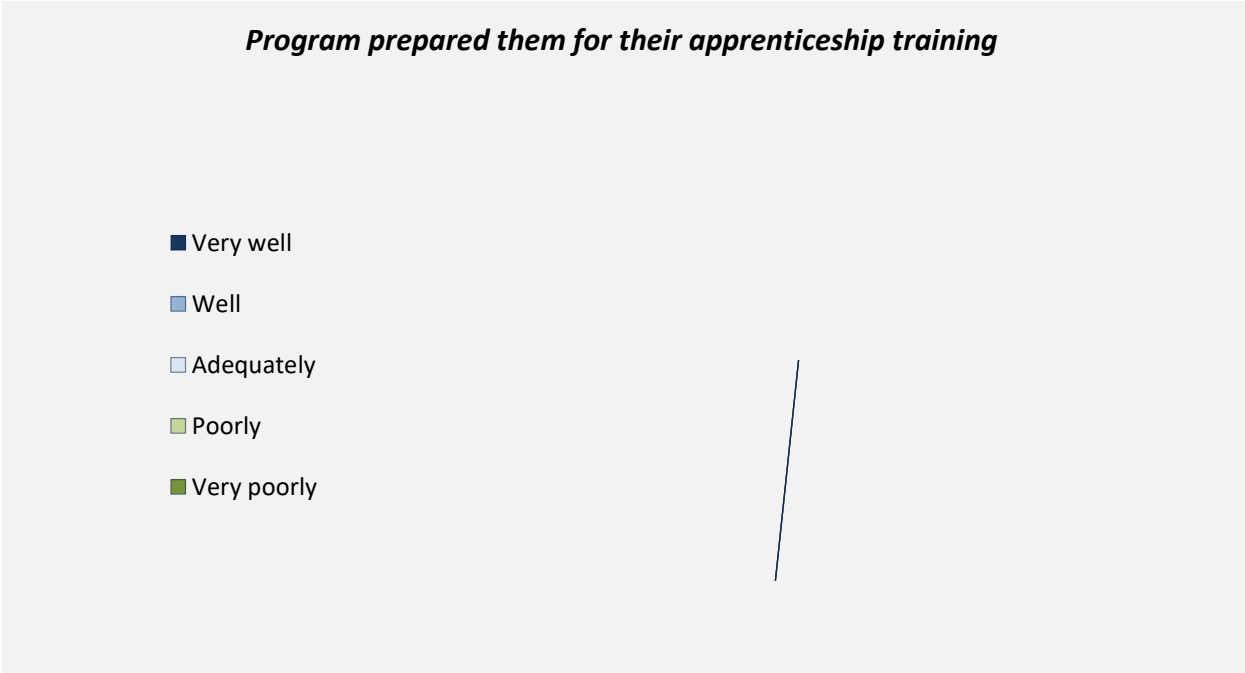 Program prepared them for their apprenticeship training
Very well
Well
Adequately
Poorly
Very poorly